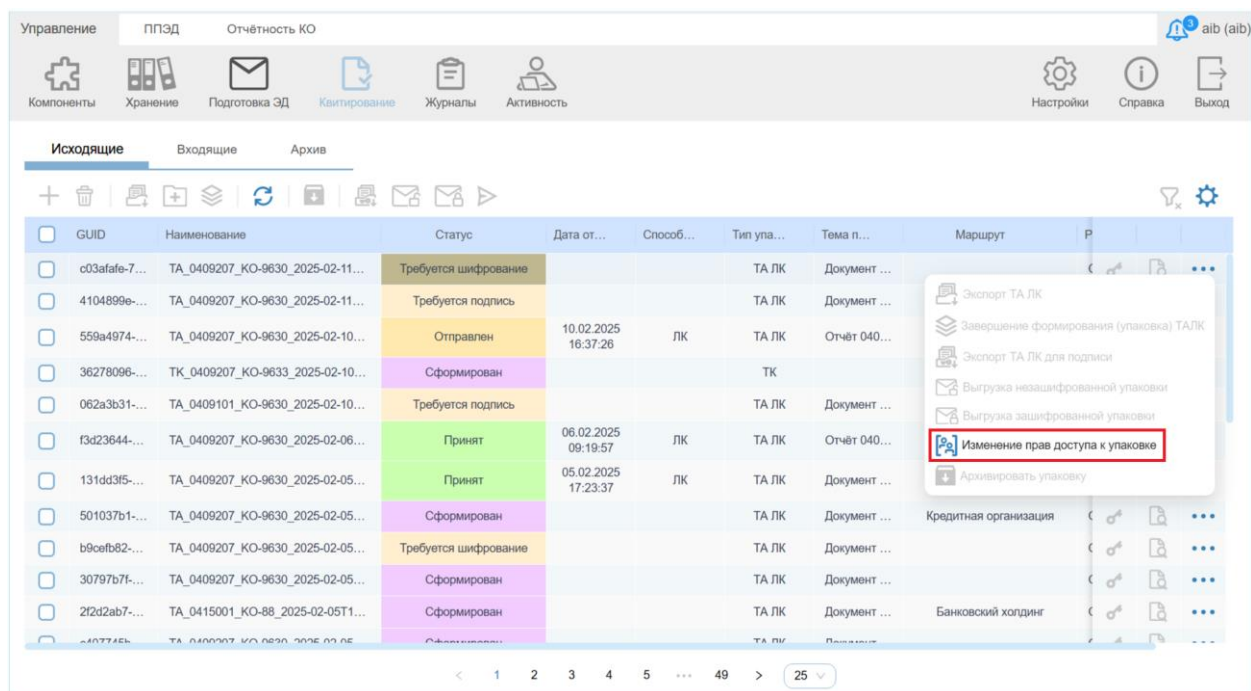 Управление ППЭД Отчётность КО 3 aib (aib)
Компоненты Хранение Подготовка ЭД Квитирование Журналы Активность Настройки Справка Выход
Исходящие Входящие Архив
GUID Наименование Статус Дата от... Способ... Тип упа... Тема п... Маршрут Р
c03afafe-7... TA_0409207_KO-9630_2025-02-11... Требуется шифрование ТА ЛК Документ ...
Экспорт ТА ЛК
4104899e-... TA_0409207_KO-9630_2025-02-11... Требуется подпись ТА ЛК Документ ...
Завершение формирования (упаковка) ТАЛК
559a4974-... TA_0409207_KO-9630_2025-02-10... Отправлен 10.02.2025 16:37:26 ЛК ТА ЛК Отчёт 040...
Экспорт ТА ЛК для подписи
36278096-... TK_0409207_KO-9633_2025-02-10... Сформирован ТК
Выгрузка незашифрованной упаковки
062a3b31-... TA_0409101_KO-9630_2025-02-10... Требуется подпись ТА ЛК Документ ...
Выгрузка зашифрованной упаковки
f3d23644-... TA_0409207_KO-9630_2025-02-06... Принят 06.02.2025 09:19:57 ЛК ТА ЛК Отчёт 040...
Изменение прав доступа к упаковке
131dd3f5-... TA_0409207_KO-9630_2025-02-05... Принят 05.02.2025 17:23:37 ЛК ТА ЛК Документ ...
Архивировать упаковку
501037b1-... TA_0409207_KO-9630_2025-02-05... Сформирован ТА ЛК Документ ... Кредитная организация
b9cefb82-... TA_0409207_KO-9630_2025-02-05... Требуется шифрование ТА ЛК Документ ...
30797b7f-... TA_0409207_KO-9630_2025-02-05... Сформирован ТА ЛК Документ ...
2f2d2ab7-... TA_0415001_KO-88_2025-02-05T1... Сформирован ТА ЛК Документ ... Банковский холдинг
< 1 2 3 4 5 ... 49 > 25